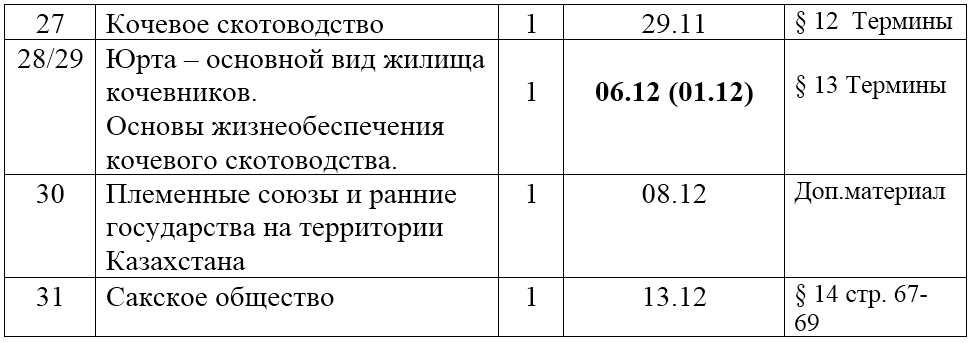 27 Кочевое скотоводство 1 29.11 § 12 Термины
28/29 Юрта – основной вид жилища
кочевников.
1 06.12 (01.12) § 13 Термины
Основы жизнеобеспечения
кочевого скотоводства.
30 Племенные союзы и ранние 1 08.12 Доп.материал
государства на территории
Казахстана
31 Сакское общество 1 13.12 § 14 стр. 67-
69